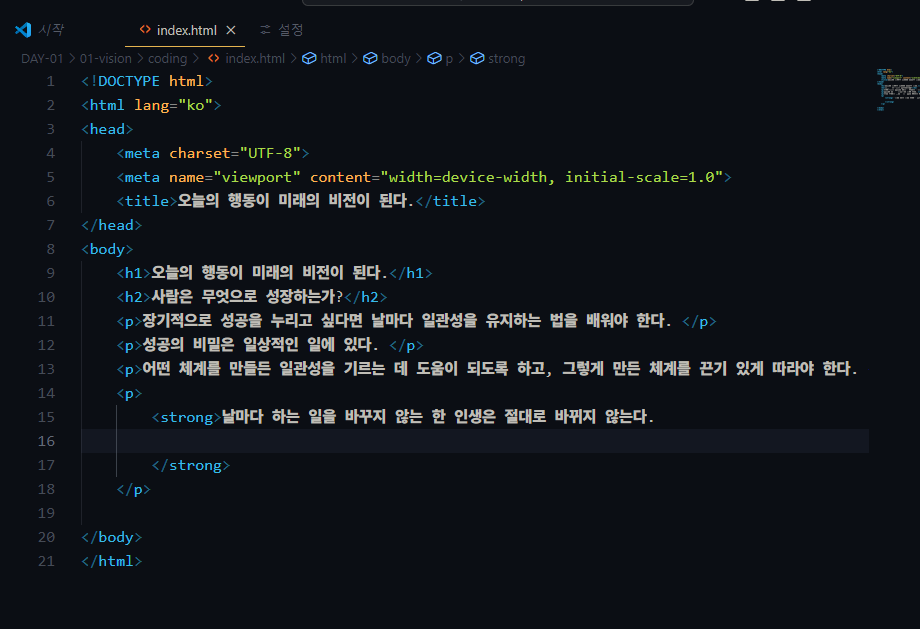 시작
index.html
설정
DAY-01 > 01-vision > coding > index.html > html > body > p > strong
1 <!DOCTYPE html>
2 <html lang="ko">
3 <head>
4 <meta charset="UTF-8">
5 <meta name="viewport" content="width=device-width, initial-scale=1.0">
6 <title>오늘의 행동이 미래의 비전이 된다.</title>
7 </head>
8 <body>
9 <h1>오늘의 행동이 미래의 비전이 된다.</h1>
10 <h2>사람은 무엇으로 성장하는가?</h2>
11 <p>장기적으로 성공을 누리고 싶다면 날마다 일관성을 유지하는 법을 배워야 한다. </p>
12 <p>성공의 비밀은 일상적인 일에 있다. </p>
13 <p>어떤 체계를 만들든 일관성을 기르는 데 도움이 되도록 하고, 그렇게 만든 체계를 끈기 있게 따라야 한다.
14 <p>
15 <strong>날마다 하는 일을 바꾸지 않는 한 인생은 절대로 바뀌지 않는다.
16
17 </strong>
18 </p>
19
20 </body>
21 </html>